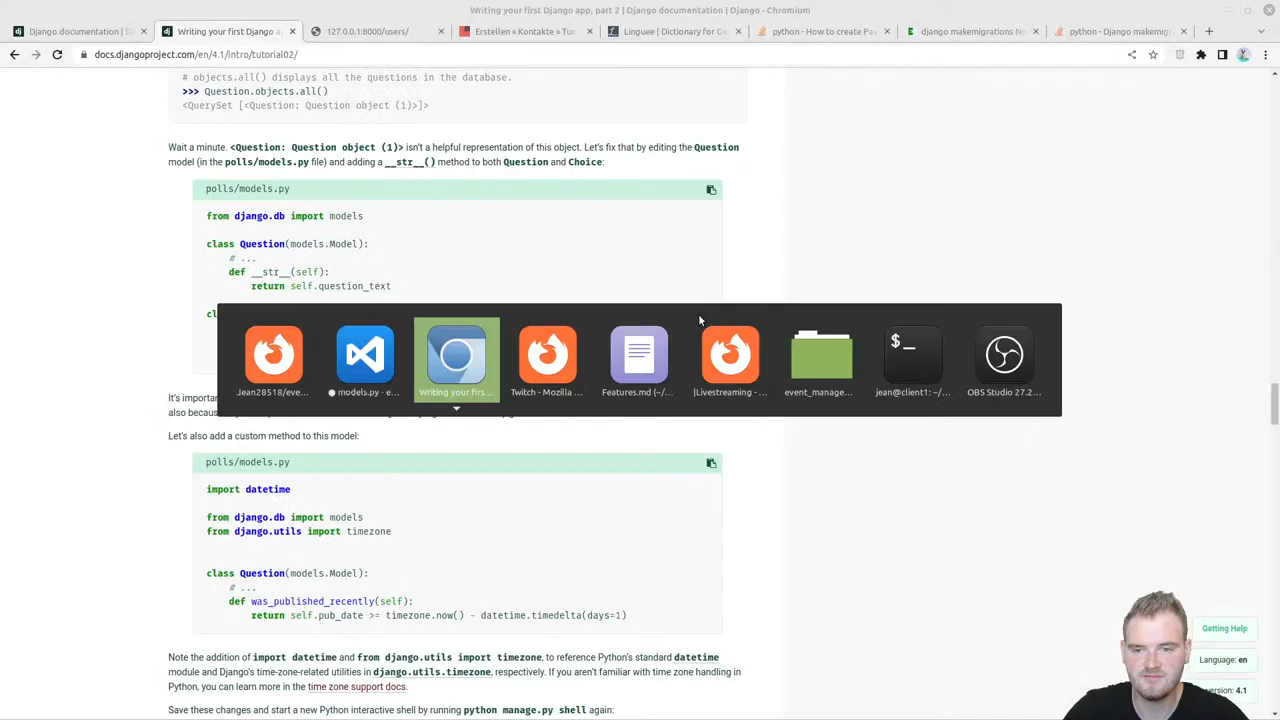 Writing your first Django app, part 2 | Django documentation | Django - Chromium
Django documentation | D
Writing your first Django a
127.0.0.1:8000/users/
Erstellen » Kontakte » Tu
Linguee | Dictionary for Ge
python - How to create Pa
django makemigrations N
python - Django makemig
docs.djangoproject.com/en/4.1/intro/tutorial02/
# objects.all() displays all the questions in the database.
>>> Question.objects.all()
<QuerySet [<Question: Question object (1)>]>
Wait a minute. <Question: Question object (1)> isn't a helpful representation of this object. Let's fix that by editing the Question
model (in the polls/models.py file) and adding a __str__() method to both Question and Choice:
polls/models.py
from django.db import models
class Question(models.Model):
# ...
def __str__(self):
return self.question_text
cl
Jean28518/eve...
● models.py - e...
Writing your firs...
Twitch - Mozilla ...
Features.md (~/...
|Livestreaming - ...
event_manage...
$_
jean@client1: ~/...
OBS Studio 27.2...
It's important
also because
Let's also add a custom method to this model:
polls/models.py
import datetime
from django.db import models
from django.utils import timezone
class Question(models.Model):
# ...
def was_published_recently(self):
return self.pub_date >= timezone.now() - datetime.timedelta(days=1)
Note the addition of import datetime and from django.utils import timezone, to reference Python's standard datetime
module and Django's time-zone-related utilities in django.utils.timezone, respectively. If you aren't familiar with time zone handling in
Python, you can learn more in the time zone support docs.
Save these changes and start a new Python interactive shell by running python manage.py shell again:
Getting Help
Language: en
version: 4.1